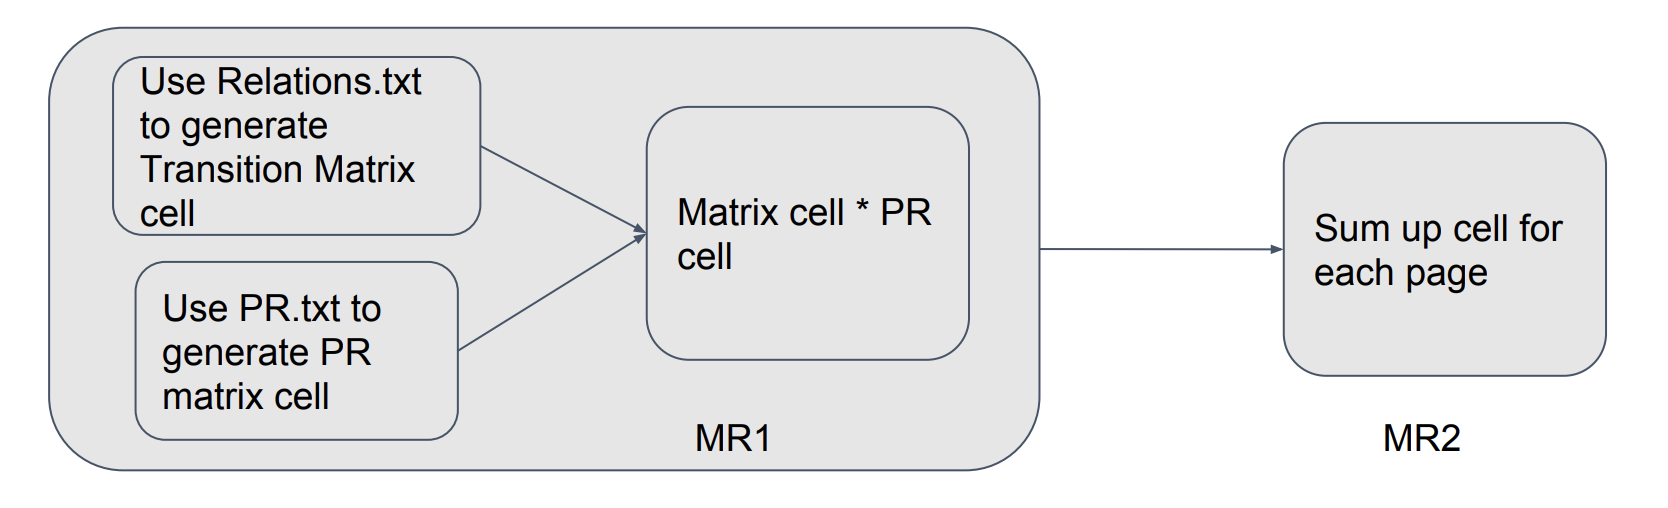 Use Relations.txt
to generate
Transition Matrix
cell
Use PR.txt to
generate PR
matrix cell
Matrix cell * PR
cell
MR1
Sum up cell for
each page
MR2